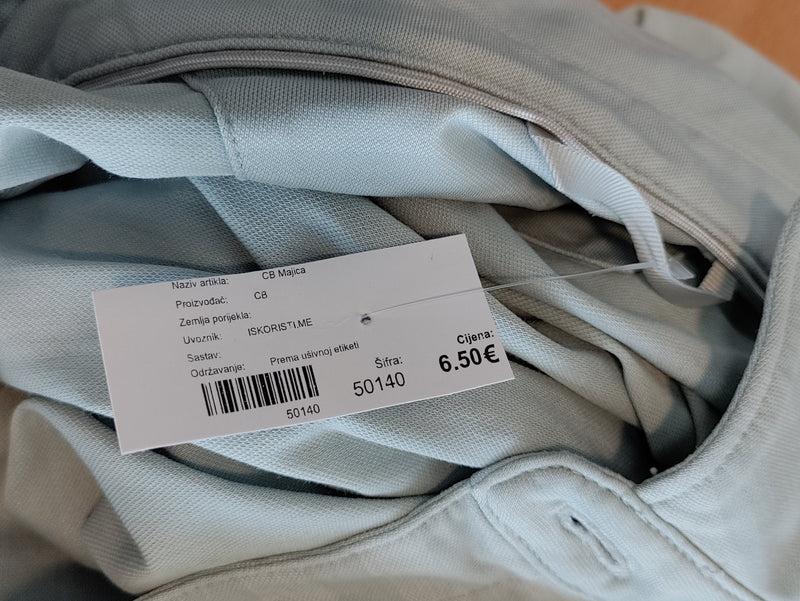 Naziv artikla: CB Majica
Proizvođač: CB
Zemlja porijekla:
Uvoznik: ISKORISTI.ME
Sastav:
Održavanje: Prema ušivnoj etiketi
50140
Šifra:
50140
Cijena:
6.50€